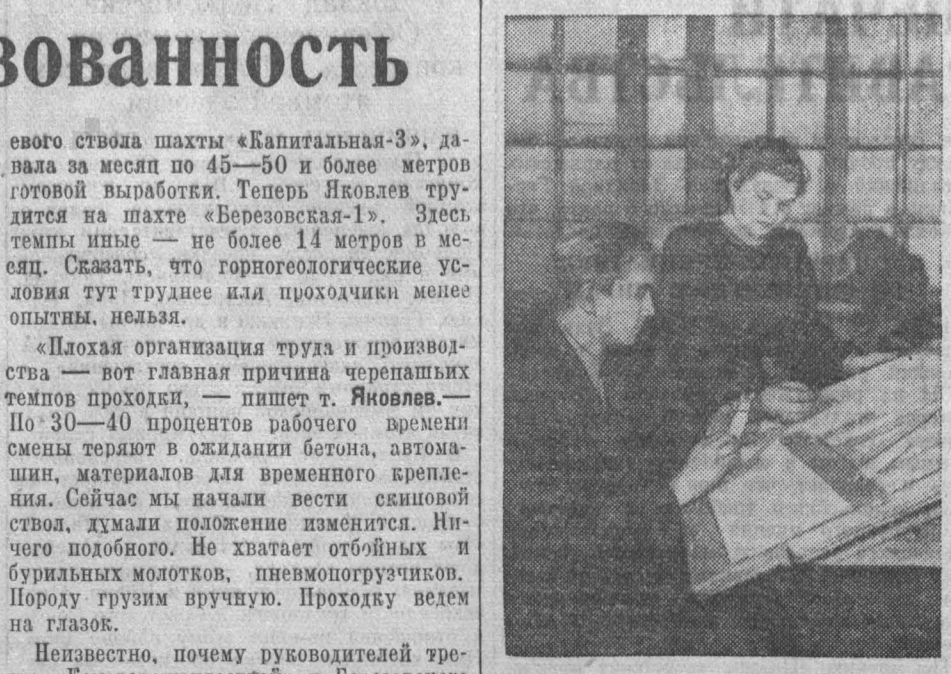 зованность
евого ствола шахты «Капитальная-3», да-
вала за месяц по 45—50 и более метров
готовой выработки. Теперь Яковлев тру-
дится на шахте «Березовская-1». Здесь
темпы иные — не более 14 метров в ме-
сяц. Сказать, что горногеологические ус-
ловия тут труднее или проходчики менее
опытны, нельзя.
«Плохая организация труда и производ-
ства — вот главная причина черепашьих
темпов проходки, — пишет т. Яковлев.—
По 30—40 процентов рабочего времени
смены теряют в ожидании бетона, автома-
шин, материалов для временного крепле-
ния. Сейчас мы начали вести скиповой
ствол, думали положение изменится. Ни-
чего подобного. Не хватает отбойных и
бурильных молотков, пневмопогрузчиков.
Породу грузим вручную. Проходку ведем
на глазок.
Неизвестно, почему руководителей тре-